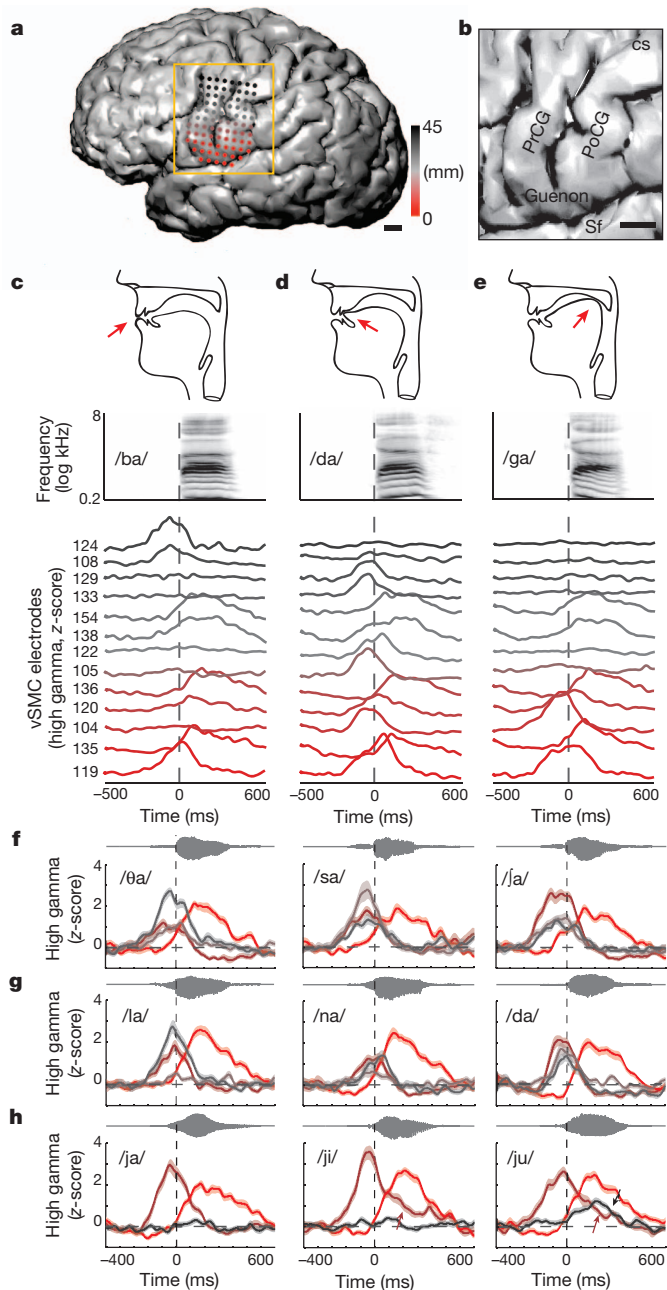 a
45
(mm)
0
b
cs
PrCG
PoCG
Guenon
Sf
c
d
e
Frequency
(log kHz)
8
0.2
/ba/
/da/
/ga/
vSMC electrodes
(high gamma, z-score)
124
108
129
133
154
138
122
105
136
120
104
135
119
–500 0 600
–500 0 600
–500 0 600
Time (ms)
Time (ms)
Time (ms)
f
High gamma
(z-score)
4
2
0
/θa/
/sa/
/ʃa/
g
High gamma
(z-score)
4
2
0
/la/
/na/
/da/
h
High gamma
(z-score)
4
2
0
/ja/
/ji/
/ju/
–400 0 600
–400 0 600
–400 0 600
Time (ms)
Time (ms)
Time (ms)